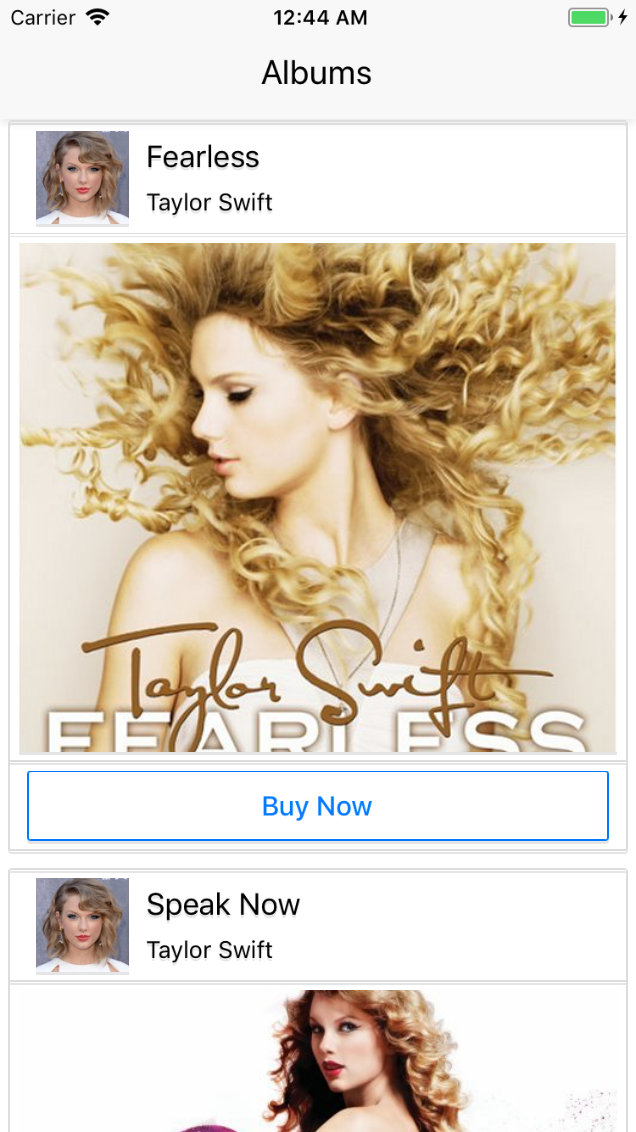 Carrier 12:44 AM
Albums
Fearless
Taylor Swift
Taylor Swift
FEARLESS
Buy Now
Speak Now
Taylor Swift